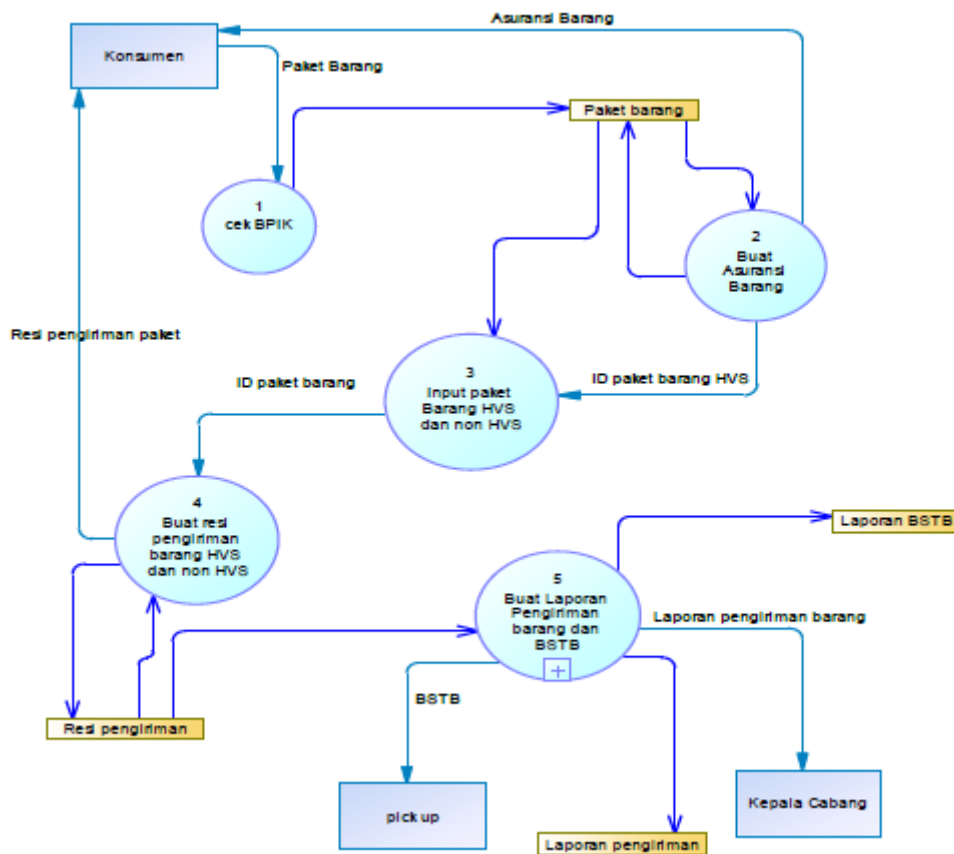 Asuransi Barang
Konsumen
Paket Barang
Paket barang
1
cek BPIK
2
Buat
Asuransi
Barang
Resi pengiriman paket
3
Input paket
Barang HVS
dan non HVS
ID paket barang HVS
ID paket barang
4
Buat resi
pengiriman
barang HVS
dan non HVS
Laporan BSTB
5
Buat Laporan
Pengiriman
barang dan
BSTB
Laporan pengiriman barang
BSTB
Resi pengiriman
pick up
Kepala Cabang
Laporan pengiriman